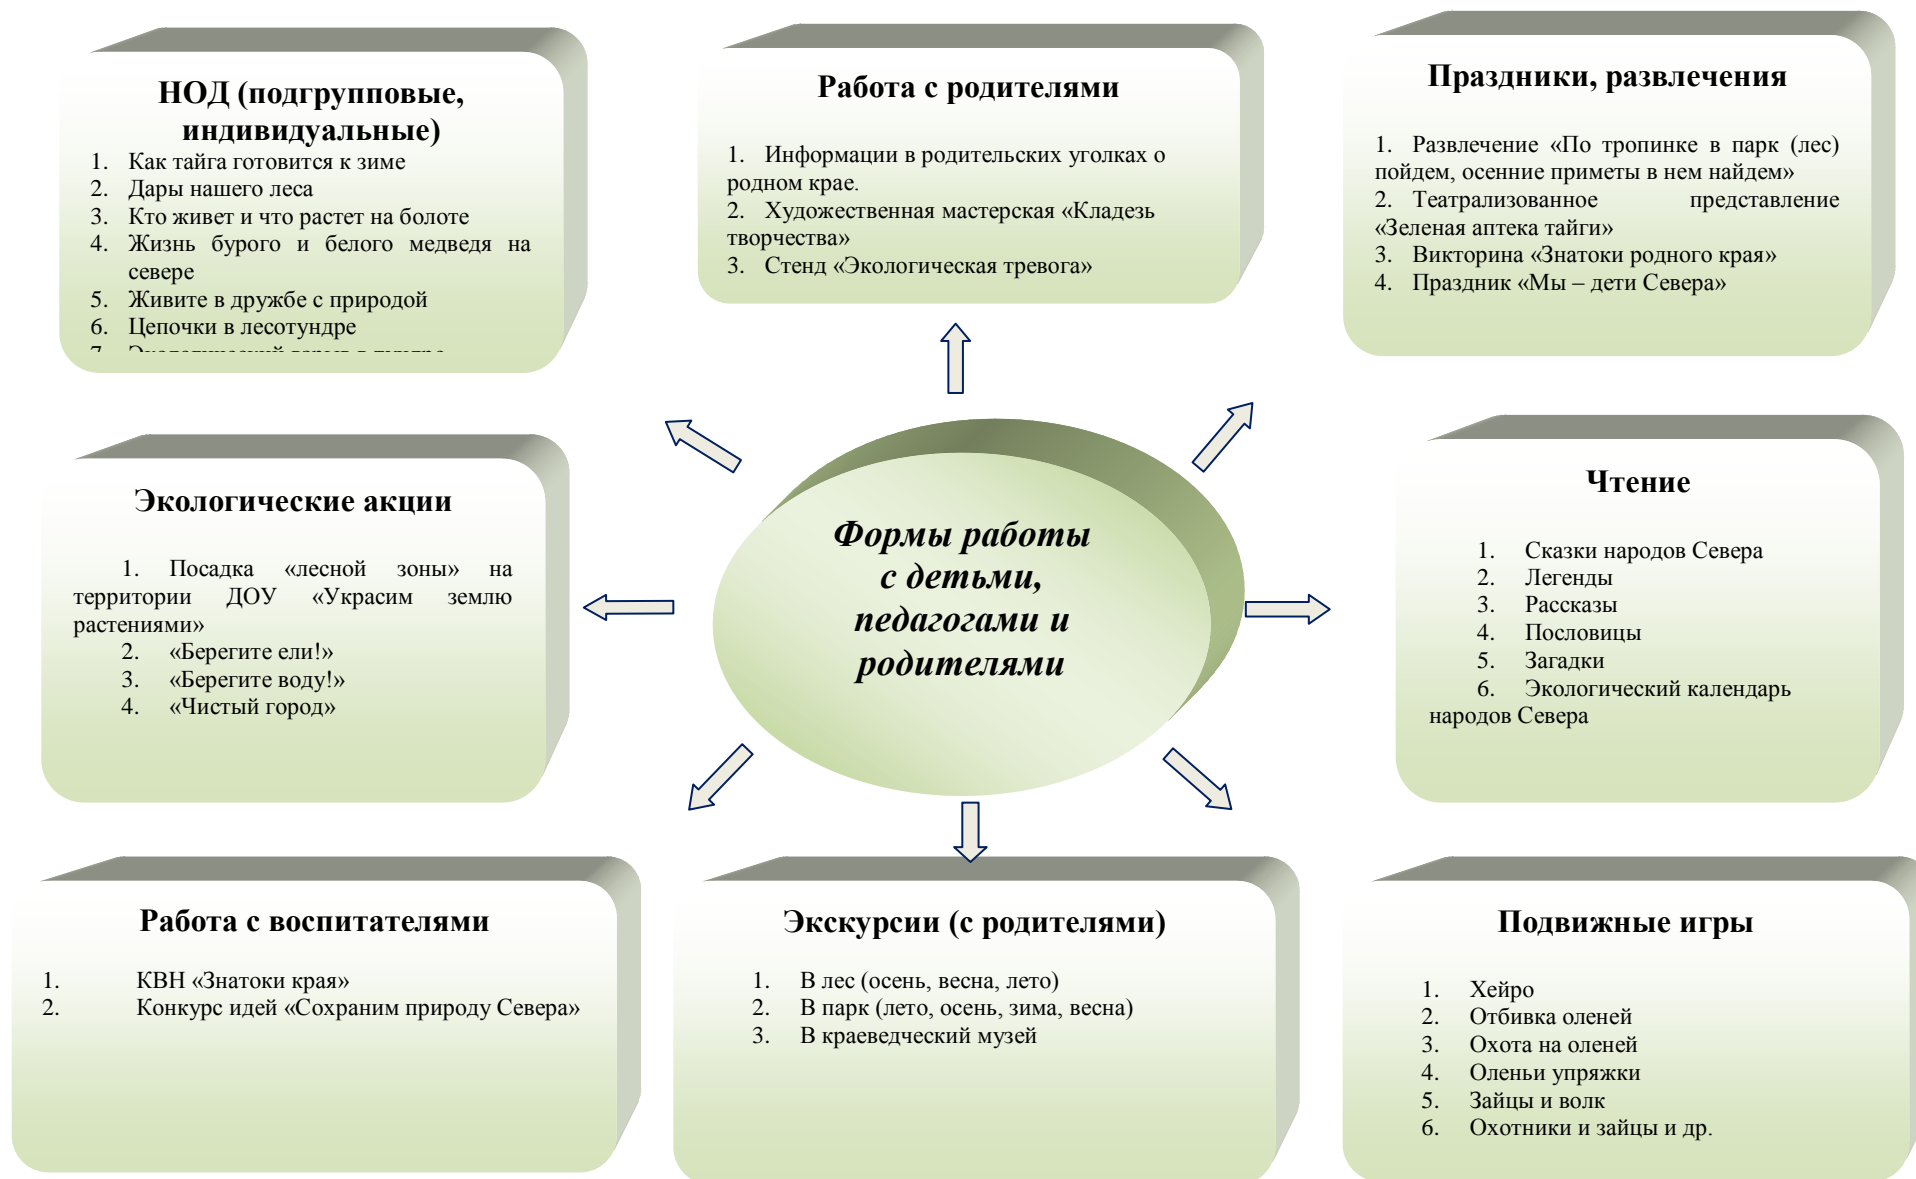 НОД (подгрупповые,
индивидуальные)
1. Как тайга готовится к зиме
2. Дары нашего леса
3. Кто живет и что растет на болоте
4. Жизнь бурого и белого медведя на
севере
5. Живите в дружбе с природой
6. Цепочки в лесотундре
Работа с родителями
1. Информации в родительских уголках о
родном крае.
2. Художественная мастерская «Кладезь
творчества»
3. Стенд «Экологическая тревога»
Праздники, развлечения
1. Развлечение «По тропинке в парк (лес)
пойдем, осенние приметы в нем найдем»
2. Театрализованное представление
«Зеленая аптека тайги»
3. Викторина «Знатоки родного края»
4. Праздник «Мы – дети Севера»
Экологические акции
1. Посадка «лесной зоны» на
территории ДОУ «Украсим землю
растениями»
2. «Берегите ели!»
3. «Берегите воду!»
4. «Чистый город»
Формы работы
с детьми,
педагогами и
родителями
Чтение
1. Сказки народов Севера
2. Легенды
3. Рассказы
4. Пословицы
5. Загадки
6. Экологический календарь
народов Севера
Работа с воспитателями
1. КВН «Знатоки края»
2. Конкурс идей «Сохраним природу Севера»
Экскурсии (с родителями)
1. В лес (осень, весна, лето)
2. В парк (лето, осень, зима, весна)
3. В краеведческий музей
Подвижные игры
1. Хейро
2. Отбивка оленей
3. Охота на оленей
4. Оленьи упряжки
5. Зайцы и волк
6. Охотники и зайцы и др.